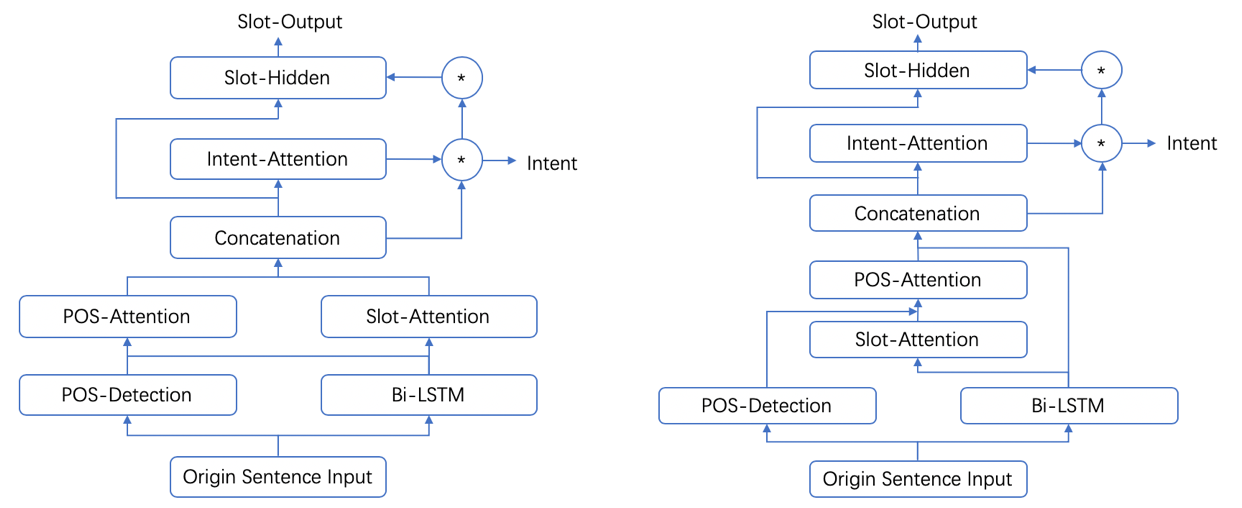 Slot-Output
Slot-Hidden
*
Intent-Attention
*
Intent
Concatenation
POS-Attention
Slot-Attention
POS-Detection
Bi-LSTM
Origin Sentence Input
Slot-Output
Slot-Hidden
*
Intent-Attention
*
Intent
Concatenation
POS-Attention
Slot-Attention
POS-Detection
Bi-LSTM
Origin Sentence Input